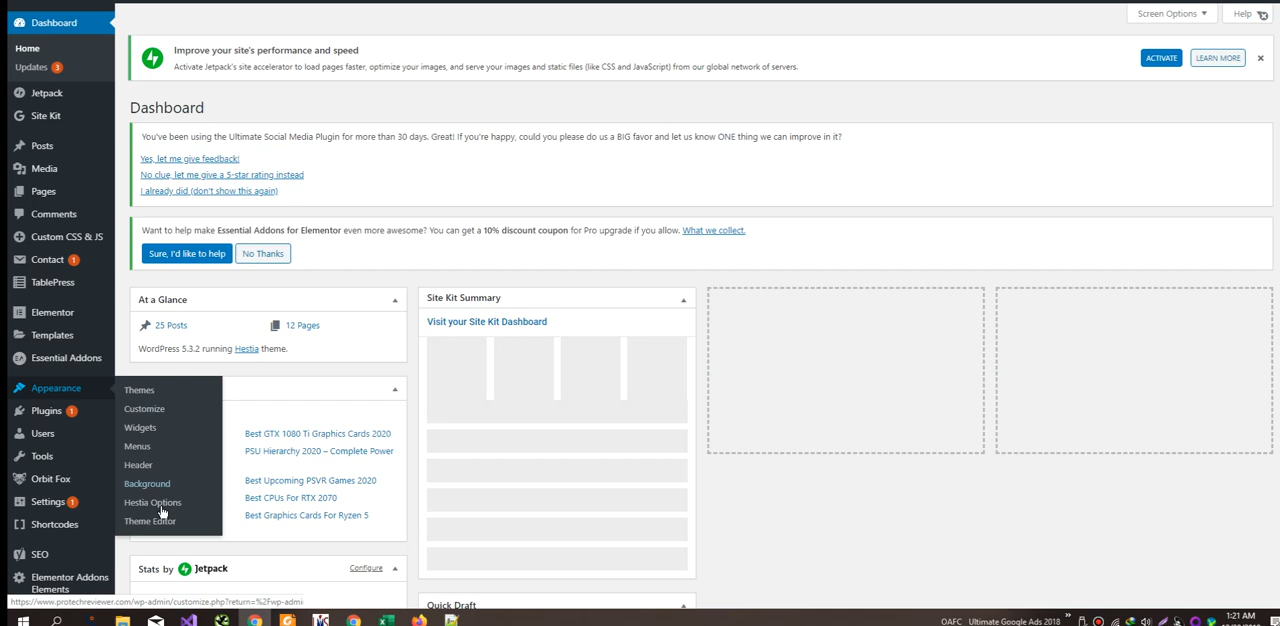 Dashboard
Screen Options ▼
Help
Home
Updates 3
Jetpack
Site Kit
Posts
Media
Pages
Comments
Custom CSS & JS
Contact 1
TablePress
Elementor
Templates
Essential Addons
Appearance
Plugins 1
Users
Tools
Orbit Fox
Settings 1
Shortcodes
SEO
Elementor Addons
Elements
Themes
Customize
Widgets
Menus
Header
Background
Hestia Options
Theme Editor
Improve your site's performance and speed
Activate Jetpack's site accelerator to load pages faster, optimize your images, and serve your images and static files (like CSS and JavaScript) from our global network of servers.
ACTIVATE
LEARN MORE
Dashboard
You've been using the Ultimate Social Media Plugin for more than 30 days. Great! If you're happy, could you please do us a BIG favor and let us know ONE thing we can improve in it?
Yes, let me give feedback!
No clue, let me give a 5-star rating instead
I already did (don't show this again)
Want to help make Essential Addons for Elementor even more awesome? You can get a 10% discount coupon for Pro upgrade if you allow. What we collect.
Sure, I'd like to help
No Thanks
At a Glance
25 Posts
12 Pages
WordPress 5.3.2 running Hestia theme.
Best GTX 1080 Ti Graphics Cards 2020
PSU Hierarchy 2020 – Complete Power
Best Upcoming PSVR Games 2020
Best CPUs For RTX 2070
Best Graphics Cards For Ryzen 5
Stats by Jetpack
Configure
Site Kit Summary
Visit your Site Kit Dashboard
Quick Draft
https://www.protechreviewer.com/wp-admin/customize.php?return=%2Fwp-admi
OAFC
Ultimate Google Ads 2018
1:21 AM